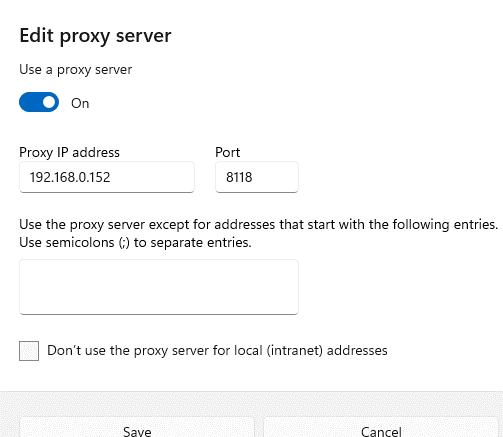 Edit proxy server
Use a proxy server
On
Proxy IP address Port
192.168.0.152 8118
Use the proxy server except for addresses that start with the following entries.
Use semicolons (;) to separate entries.
Don't use the proxy server for local (intranet) addresses
Save Cancel